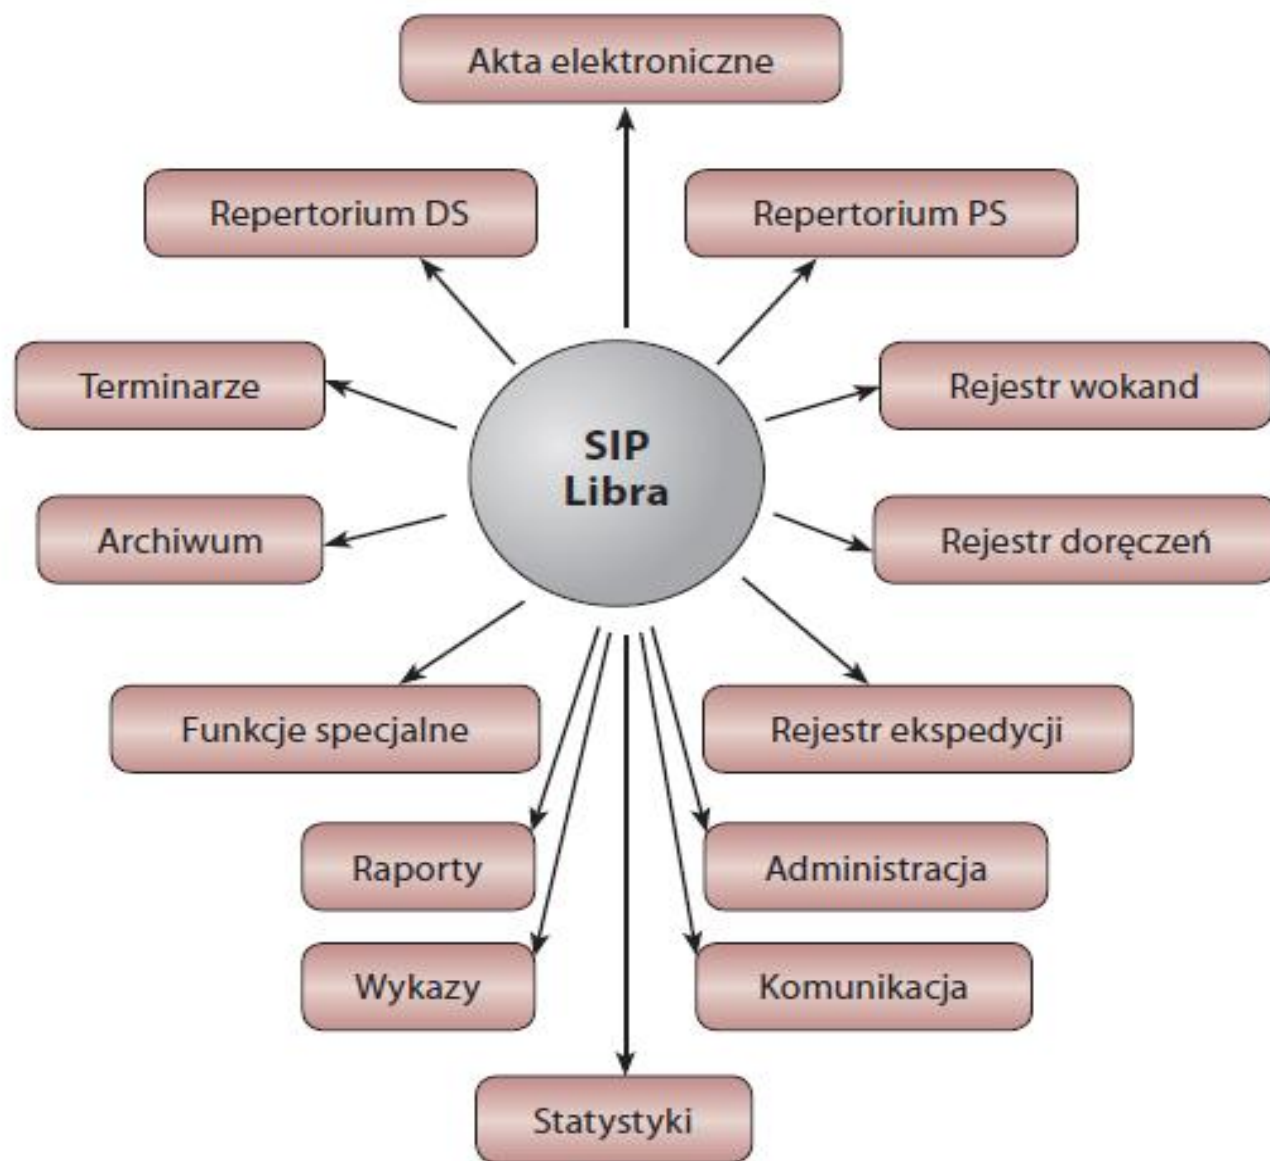 Akta elektroniczne
Repertorium DS
Repertorium PS
Terminarze
Rejestr wokand
SIP
Libra
Archiwum
Rejestr doręczeń
Funkcje specjalne
Rejestr ekspedycji
Raporty
Administracja
Wykazy
Komunikacja
Statystyki